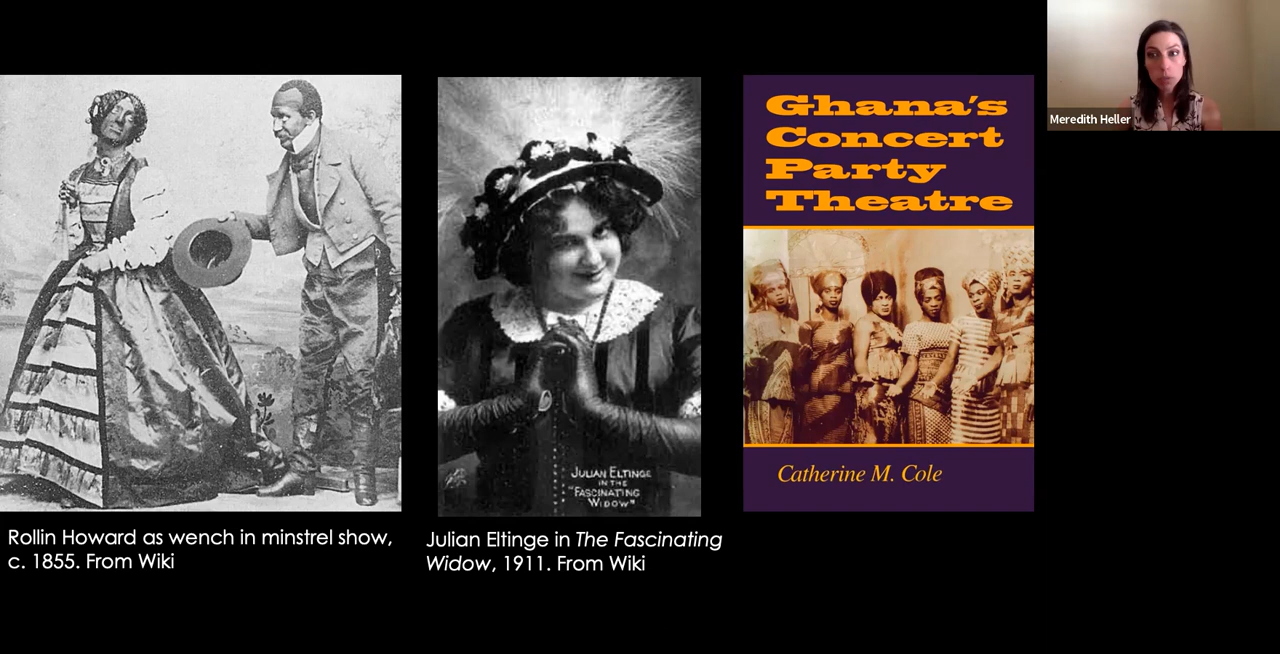 Meredith Heller
Ghana's
Concert
Party
Theatre
Catherine M. Cole
JULIAN ELTINGE
IN THE
"FASCINATING
WIDOW"
Rollin Howard as wench in minstrel show,
c. 1855. From Wiki
Julian Eltinge in The Fascinating
Widow, 1911. From Wiki